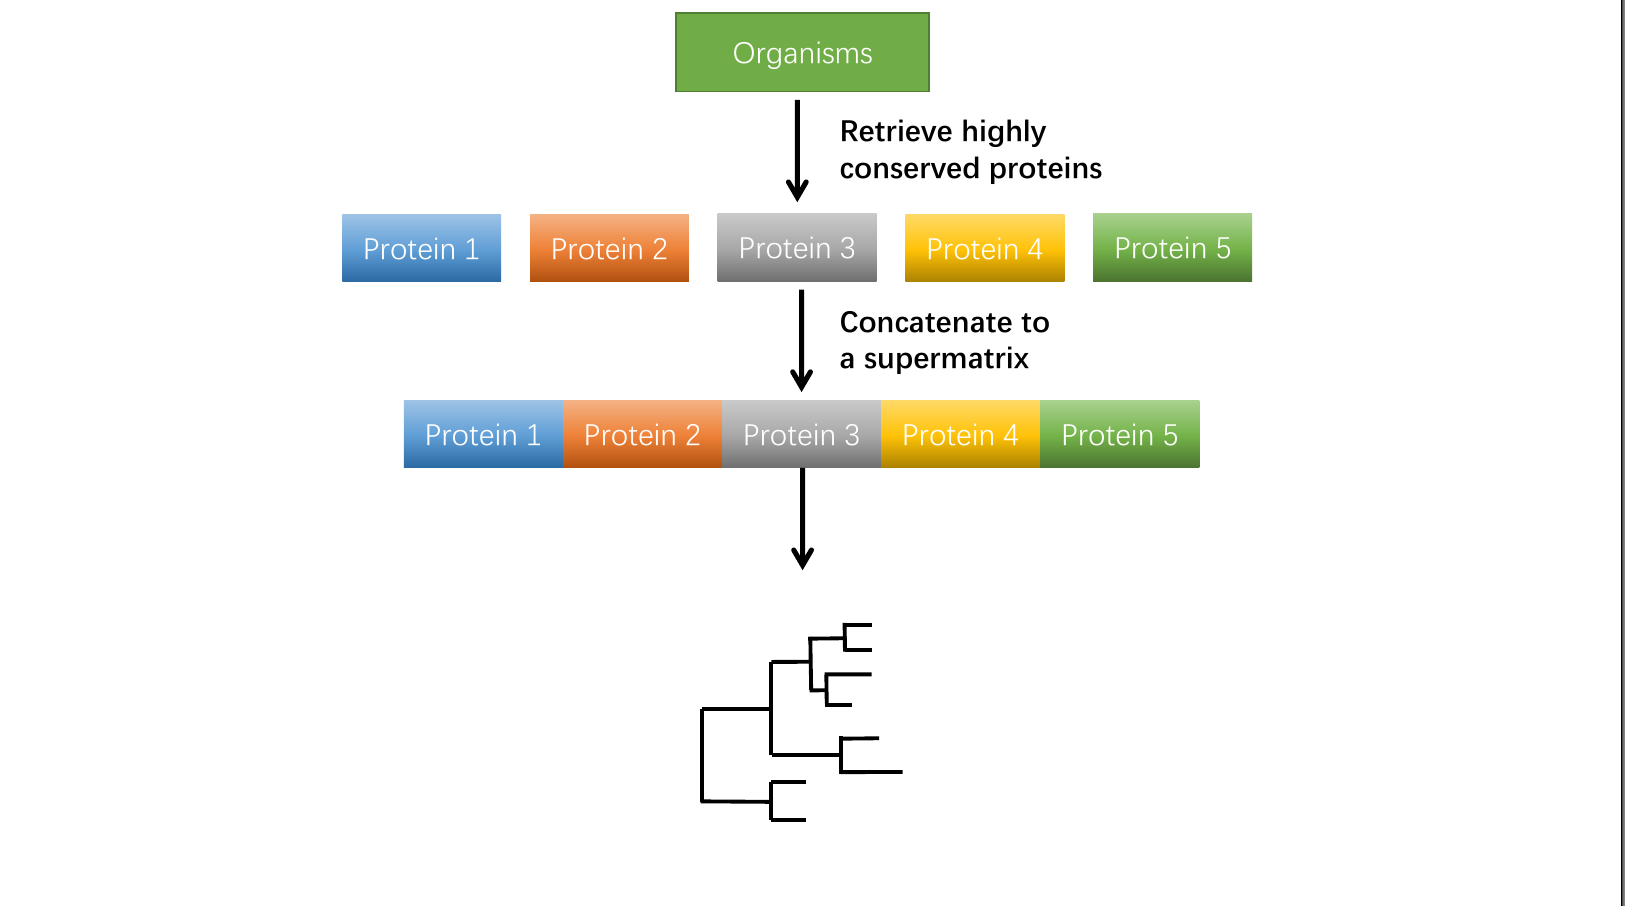 Organisms
Retrieve highly
conserved proteins
Protein 1
Protein 2
Protein 3
Protein 4
Protein 5
Concatenate to
a supermatrix
Protein 1
Protein 2
Protein 3
Protein 4
Protein 5